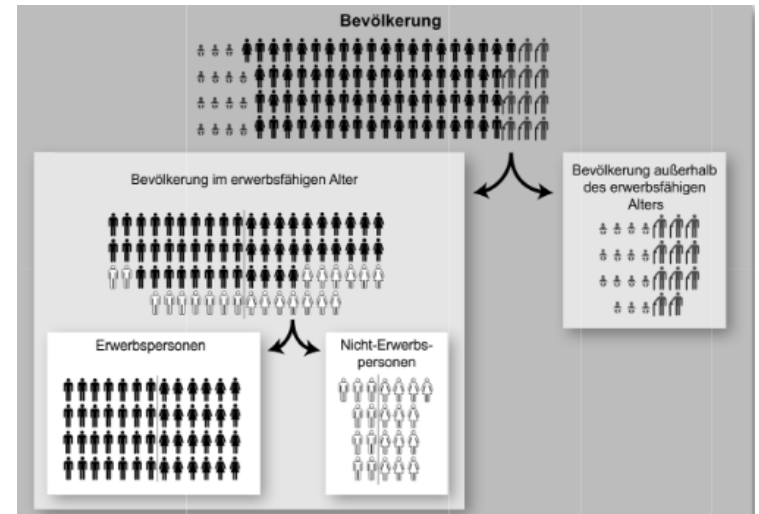 Bevölkerung
Bevölkerung im erwerbsfähigen Alter
Bevölkerung außerhalb
des erwerbsfähigen
Alters
Erwerbspersonen
Nicht-Erwerbs-
personen